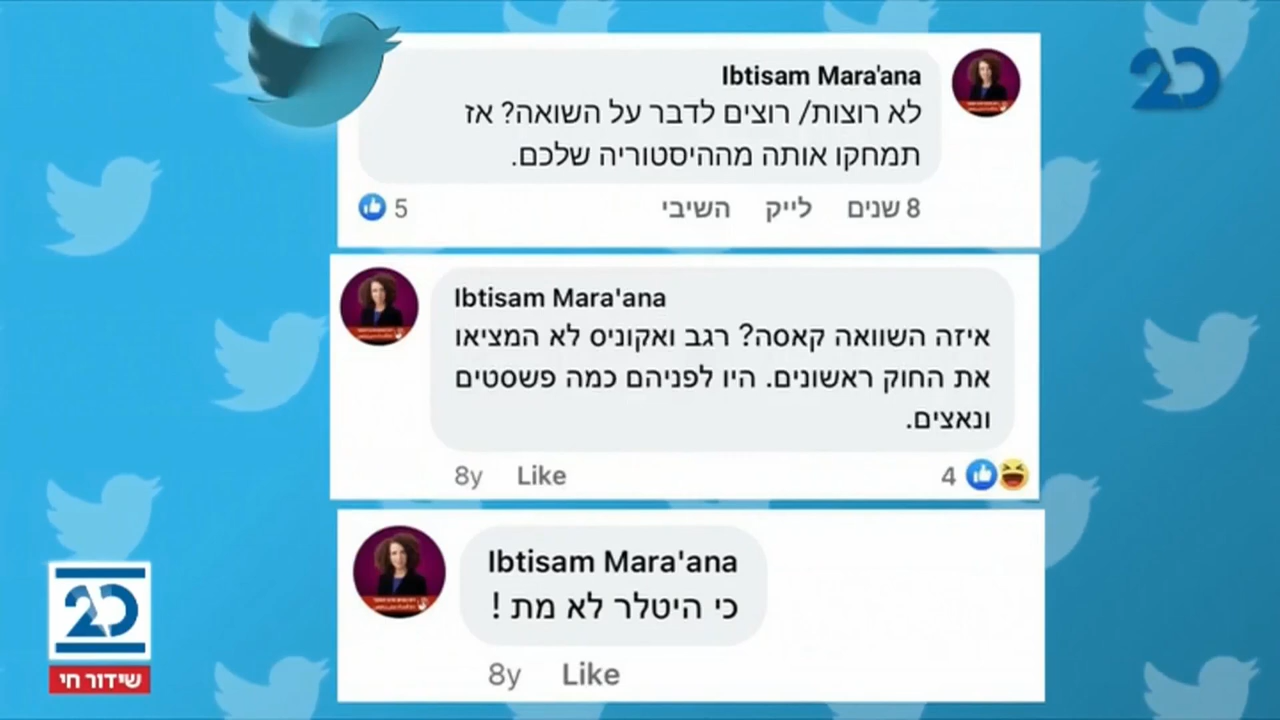 20
Ibtisam Mara'ana
לא רוצות/ רוצים לדבר על השואה? אז
תמחקו אותה מההיסטוריה שלכם.
8 שנים לייק השיבי 5
Ibtisam Mara'ana
איזה השוואה קאסה? רגב ואקוניס לא המציאו
את החוק ראשונים. היו לפניהם כמה פשסטים
ונאצים.
8y Like 4
Ibtisam Mara'ana
כי היטלר לא מת !
8y Like
20
שידור חי